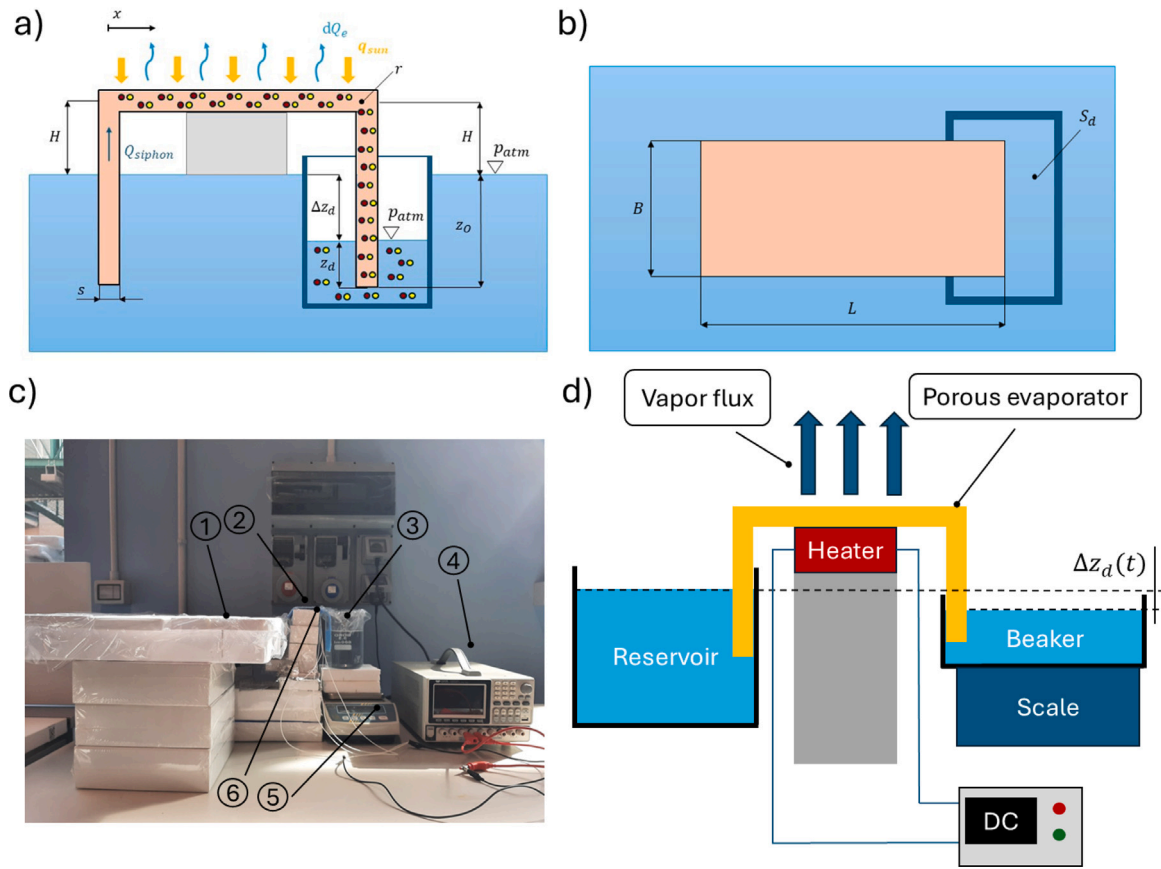 a)
x
dQₑ
q_sun
r
H
Q_siphon
H
p_atm
Δz_d
p_atm
z_d
z_O
s
b)
S_d
B
L
c)
①
②
③
④
⑥
⑤
d)
Vapor flux
Porous evaporator
Heater
Δz_d(t)
Reservoir
Beaker
Scale
DC